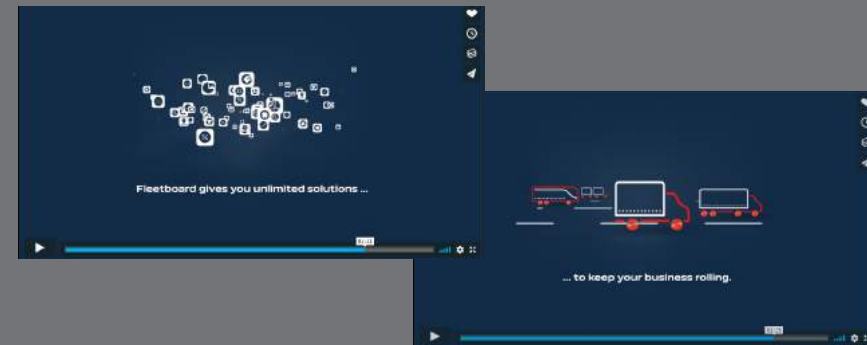 Fleetboard gives you unlimited solutions ...
... to keep your business rolling.